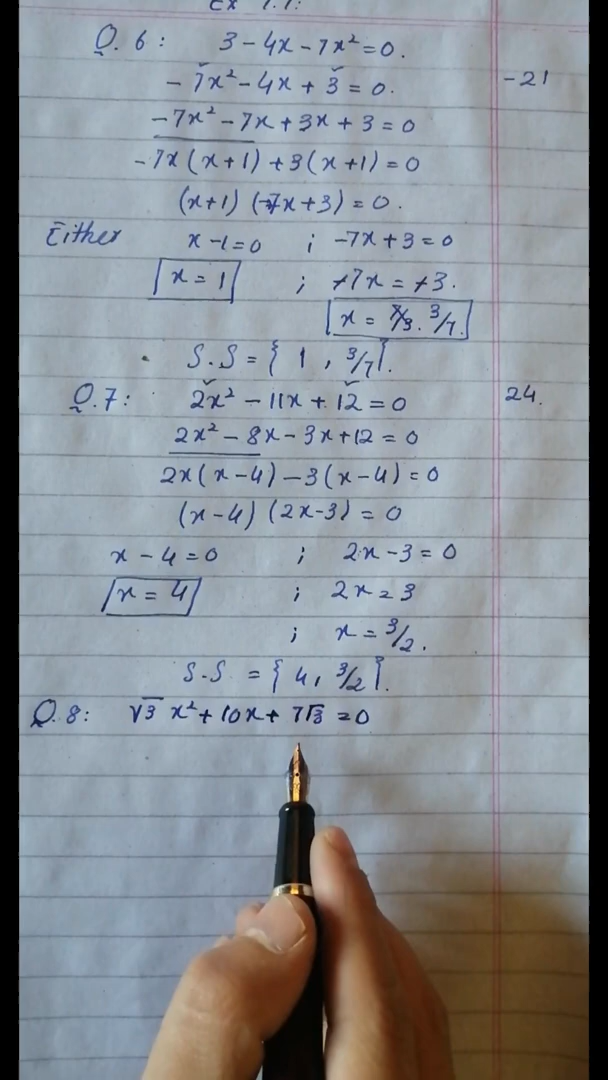 Ex 1.1:
Q. 6: 3 - 4x - 7x² = 0.
- 7x² - 4x + 3 = 0. -21
- 7x² - 7x + 3x + 3 = 0
- 7x (x+1) + 3 (x+1) = 0
(x+1) (-7x+3) = 0.
Either x - 1 = 0 ; -7x + 3 = 0
x = 1 ; -7x = -3.
x = 3/7.
S.S = { 1 , 3/7 }.
Q.7: 2x² - 11x + 12 = 0 24.
2x² - 8x - 3x + 12 = 0
2x (x-4) - 3 (x-4) = 0
(x-4) (2x-3) = 0
x - 4 = 0 ; 2x - 3 = 0
x = 4 ; 2x = 3
; x = 3/2.
S.S = { 4, 3/2 }.
Q.8: √3 x² + 10x + 7√3 = 0